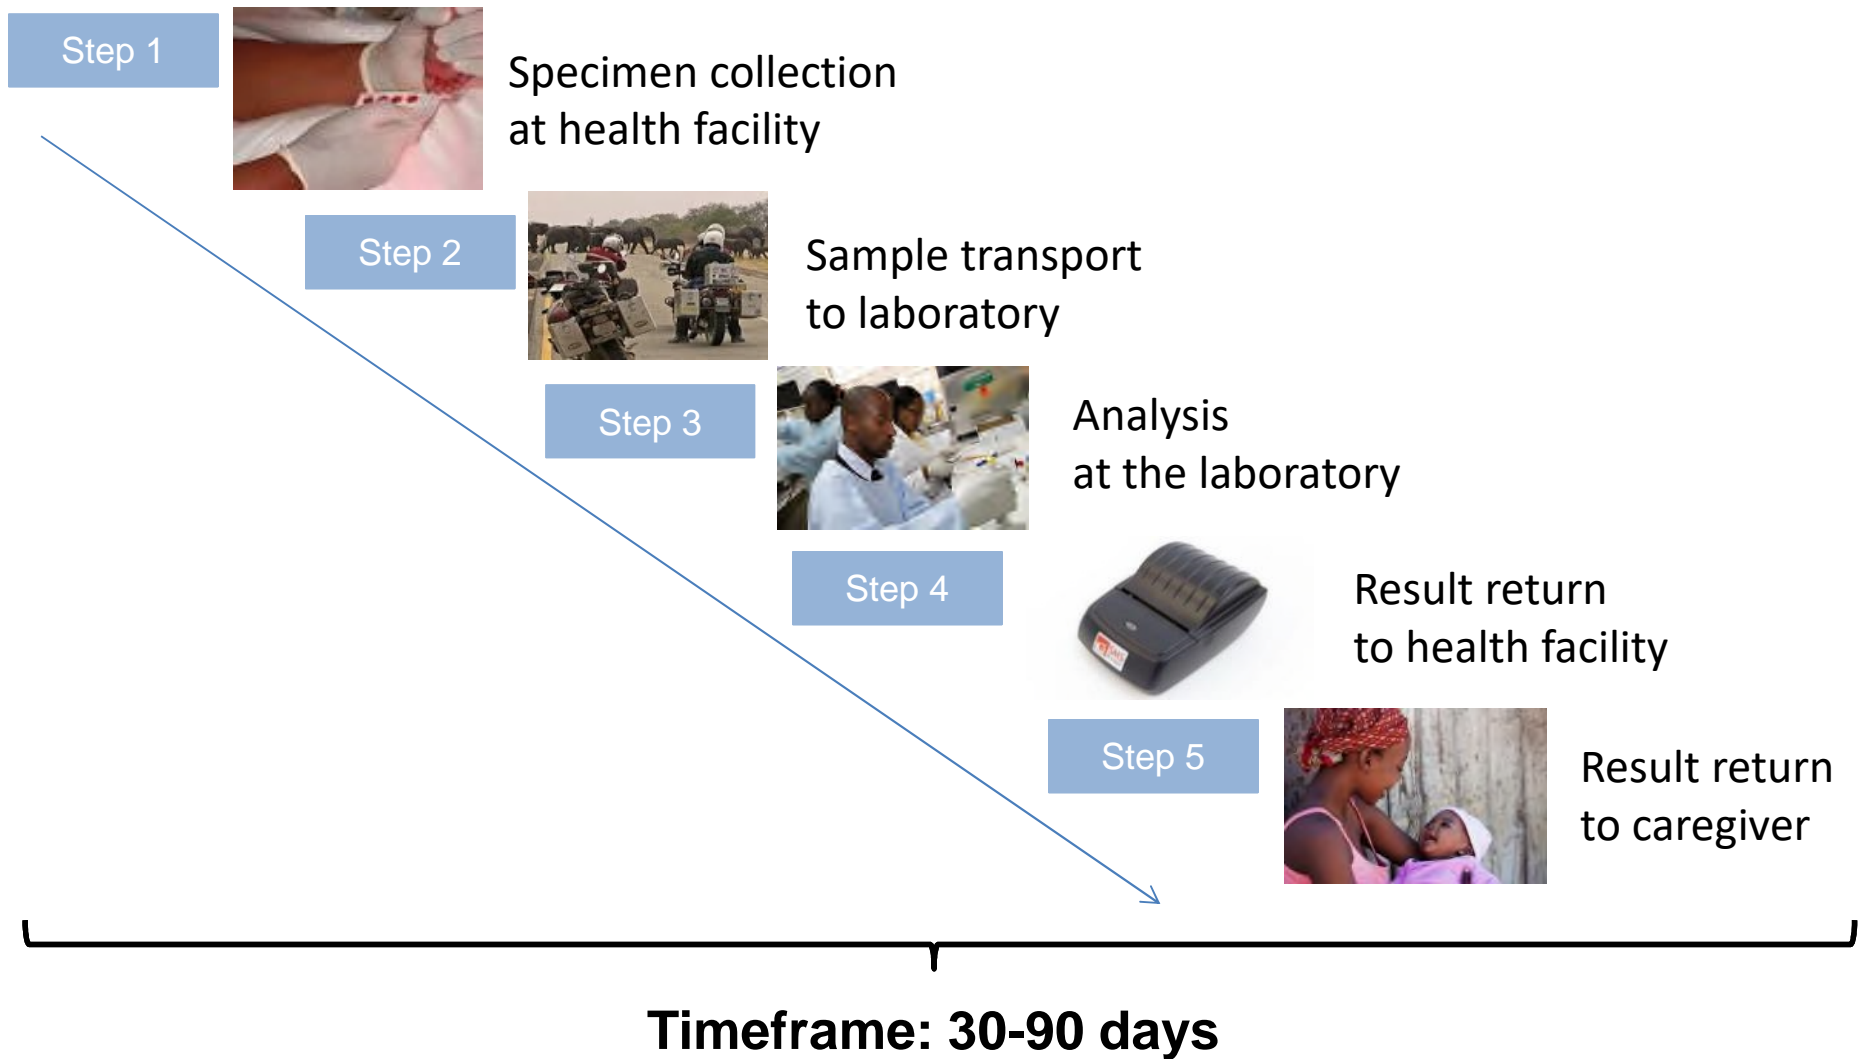 Step 1
Specimen collection
at health facility
Step 2
Sample transport
to laboratory
Step 3
Analysis
at the laboratory
Step 4
Result return
to health facility
Step 5
Result return
to caregiver
Timeframe: 30-90 days